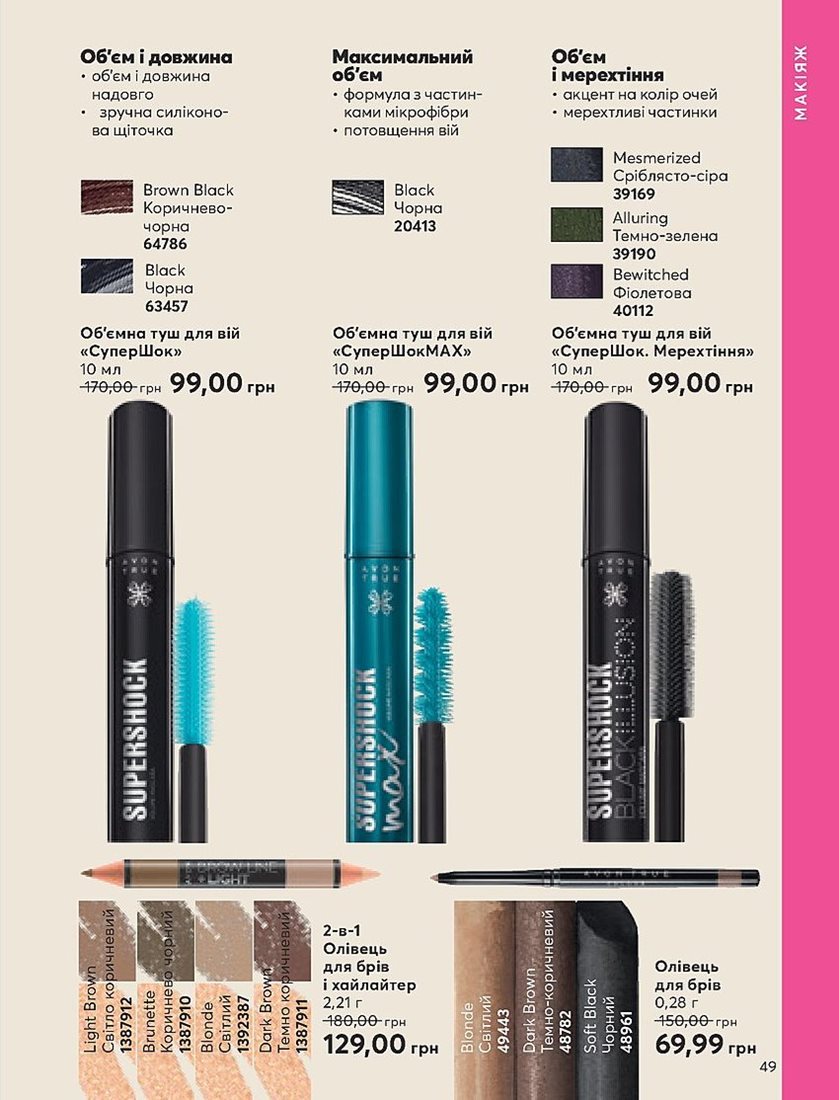 МАКІЯЖ
Об'єм і довжина
• об'єм і довжина
надовго
• зручна силіконо-
ва щіточка
Brown Black
Коричнево-
чорна
64786
Black
Чорна
63457
Об'ємна туш для вій
«СуперШок»
10 мл
170,00 грн 99,00 грн
Максимальний
об'єм
• формула з частин-
ками мікрофібри
• потовщення вій
Black
Чорна
20413
Об'ємна туш для вій
«СуперШокMAX»
10 мл
170,00 грн 99,00 грн
Об'єм
і мерехтіння
• акцент на колір очей
• мерехтливі частинки
Mesmerized
Сріблясто-сіра
39169
Alluring
Темно-зелена
39190
Bewitched
Фіолетова
40112
Об'ємна туш для вій
«СуперШок. Мерехтіння»
10 мл
170,00 грн 99,00 грн
AVON
TRUE
SUPERSHOCK
VOLUME MASCARA
AVON
TRUE
SUPERSHOCK
VOLUME MASCARA
max
AVON
TRUE
SUPERSHOCK
BLACK ILLUSION
VOLUME MASCARA
BROW LINE
LIGHT
AVON TRUE
Light Brown
Світло коричневий
1387912
Brunette
Коричнево чорний
1387910
Blonde
Світлий
1392387
Dark Brown
Темно коричневий
1387911
2-в-1
Олівець
для брів
і хайлайтер
2,21 г
180,00 грн
129,00 грн
Blonde
Світлий
49443
Dark Brown
Темно-коричневий
48782
Soft Black
Чорний
48961
Олівець
для брів
0,28 г
150,00 грн
69,99 грн
49